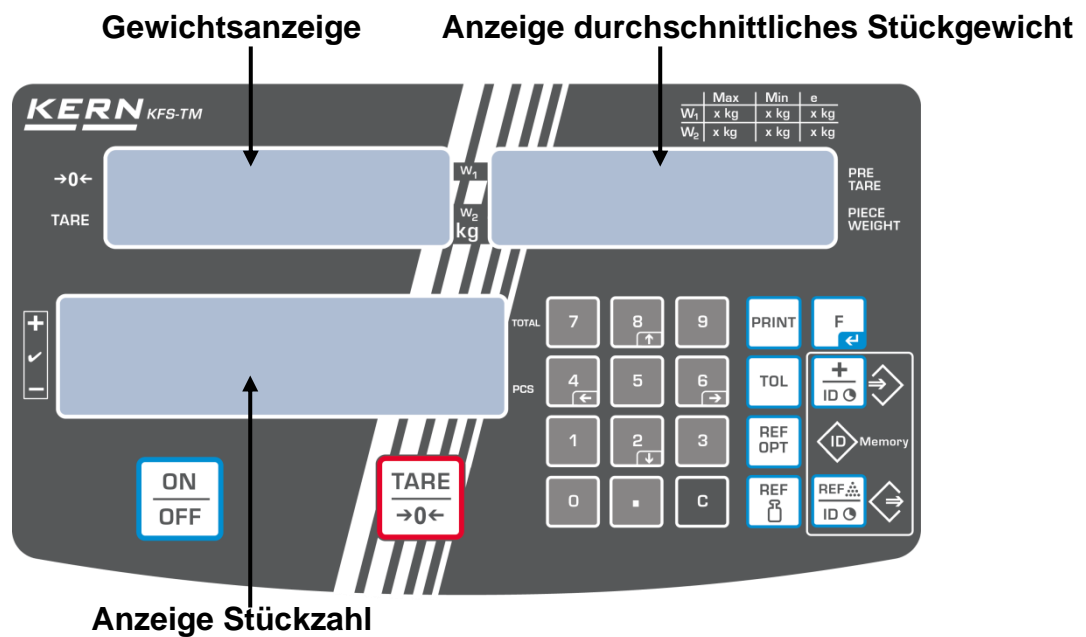 Gewichtsanzeige
Anzeige durchschnittliches Stückgewicht
KERN KFS-TM
Max Min e
W₁ x kg x kg x kg
W₂ x kg x kg x kg
→0←
TARE
W₁
W₂
kg
PRE
TARE
PIECE
WEIGHT
+
✓
−
TOTAL
PCS
7 8 ↑ 9 PRINT F ↵
4 ← 5 6 → TOL + ID ⇒
1 2 ↓ 3 REF OPT ID Memory
0 . C REF REF ID ⇒
ON
OFF
TARE
→0←
Anzeige Stückzahl